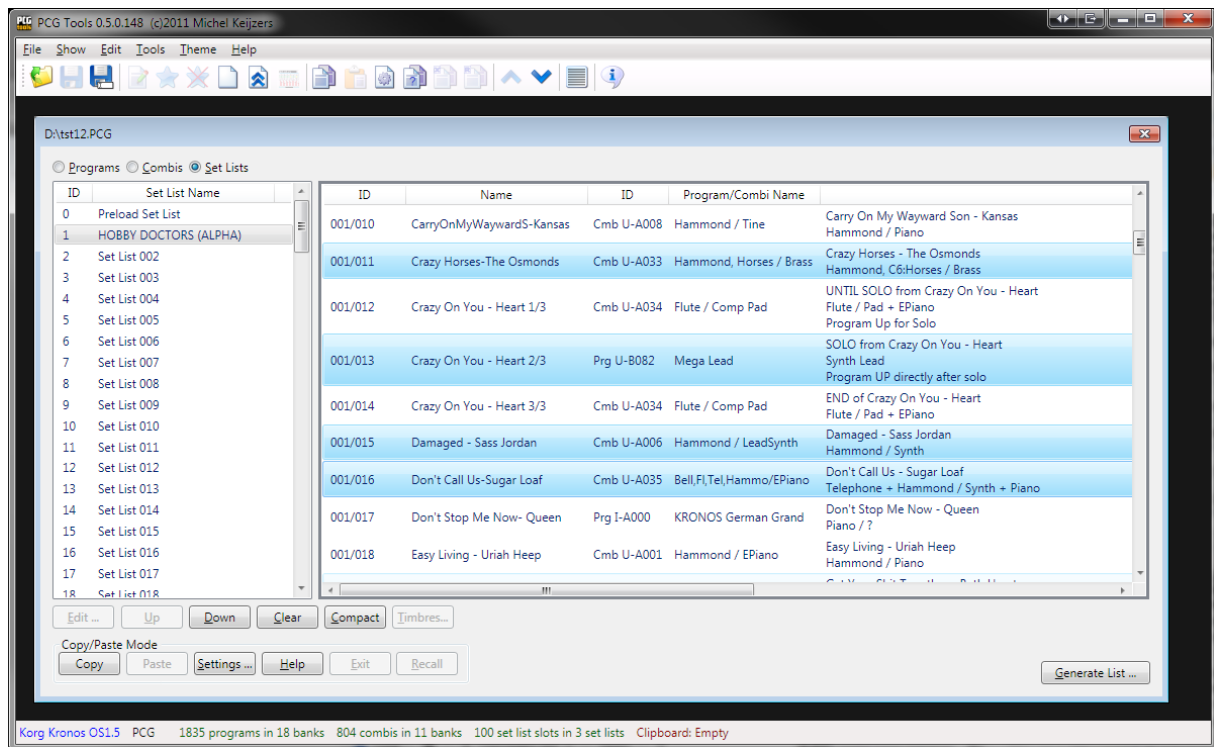 PCG Tools 0.5.0.148 (c)2011 Michel Keijzers
File Show Edit Tools Theme Help
D:\tst12.PCG
Programs Combis Set Lists
ID Set List Name
0 Preload Set List
1 HOBBY DOCTORS (ALPHA)
2 Set List 002
3 Set List 003
4 Set List 004
5 Set List 005
6 Set List 006
7 Set List 007
8 Set List 008
9 Set List 009
10 Set List 010
11 Set List 011
12 Set List 012
13 Set List 013
14 Set List 014
15 Set List 015
16 Set List 016
17 Set List 017
18 Set List 018
ID Name ID Program/Combi Name
001/010 CarryOnMyWaywardS-Kansas Cmb U-A008 Hammond / Tine
Carry On My Wayward Son - Kansas
Hammond / Piano
001/011 Crazy Horses-The Osmonds Cmb U-A033 Hammond, Horses / Brass
Crazy Horses - The Osmonds
Hammond, C6:Horses / Brass
001/012 Crazy On You - Heart 1/3 Cmb U-A034 Flute / Comp Pad
UNTIL SOLO from Crazy On You - Heart
Flute / Pad + EPiano
Program Up for Solo
001/013 Crazy On You - Heart 2/3 Prg U-B082 Mega Lead
SOLO from Crazy On You - Heart
Synth Lead
Program UP directly after solo
001/014 Crazy On You - Heart 3/3 Cmb U-A034 Flute / Comp Pad
END of Crazy On You - Heart
Flute / Pad + EPiano
001/015 Damaged - Sass Jordan Cmb U-A006 Hammond / LeadSynth
Damaged - Sass Jordan
Hammond / Synth
001/016 Don't Call Us-Sugar Loaf Cmb U-A035 Bell,Fl,Tel,Hammo/EPiano
Don't Call Us - Sugar Loaf
Telephone + Hammond / Synth + Piano
001/017 Don't Stop Me Now- Queen Prg I-A000 KRONOS German Grand
Don't Stop Me Now - Queen
Piano / ?
001/018 Easy Living - Uriah Heep Cmb U-A001 Hammond / EPiano
Easy Living - Uriah Heep
Hammond / Piano
Edit ... Up Down Clear Compact Timbres...
Copy/Paste Mode
Copy Paste Settings ... Help Exit Recall
Generate List ...
Korg Kronos OS1.5 PCG 1835 programs in 18 banks 804 combis in 11 banks 100 set list slots in 3 set lists Clipboard: Empty